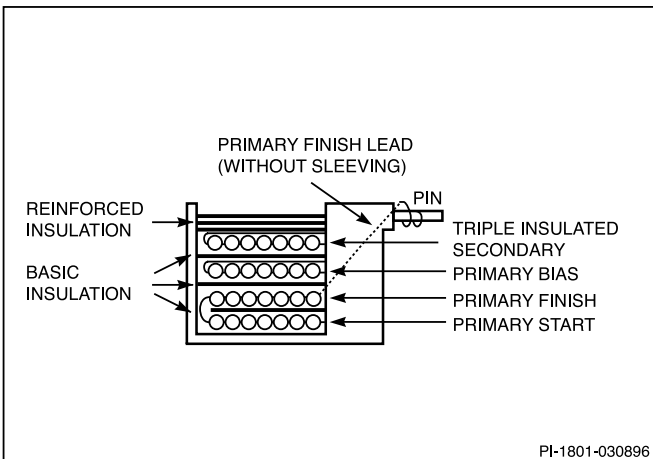 PRIMARY FINISH LEAD
(WITHOUT SLEEVING)
PIN
REINFORCED
INSULATION
TRIPLE INSULATED
SECONDARY
BASIC
INSULATION
PRIMARY BIAS
PRIMARY FINISH
PRIMARY START
PI-1801-030896